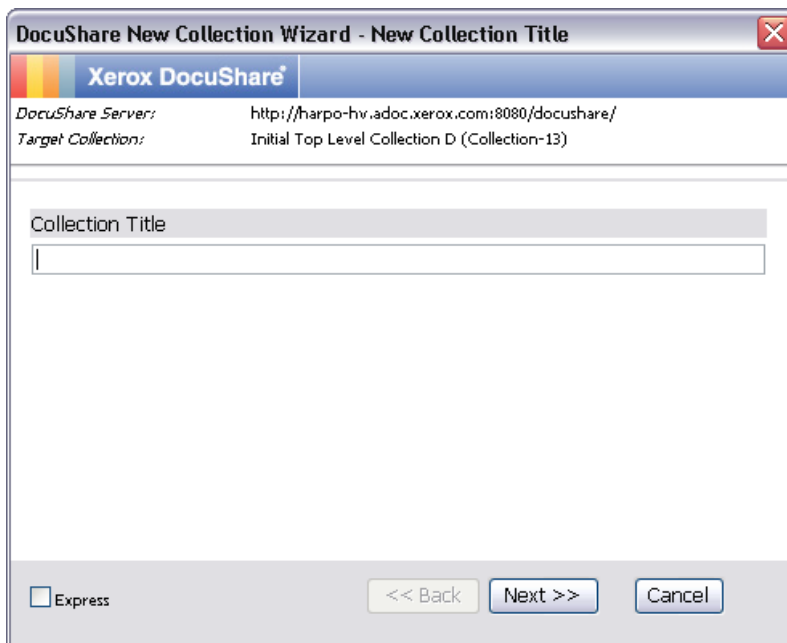 DocuShare New Collection Wizard - New Collection Title
Xerox DocuShare
DocuShare Server: http://harpo-hv.adoc.xerox.com:8080/docushare/
Target Collection: Initial Top Level Collection D (Collection-13)
Collection Title
Express << Back Next >> Cancel